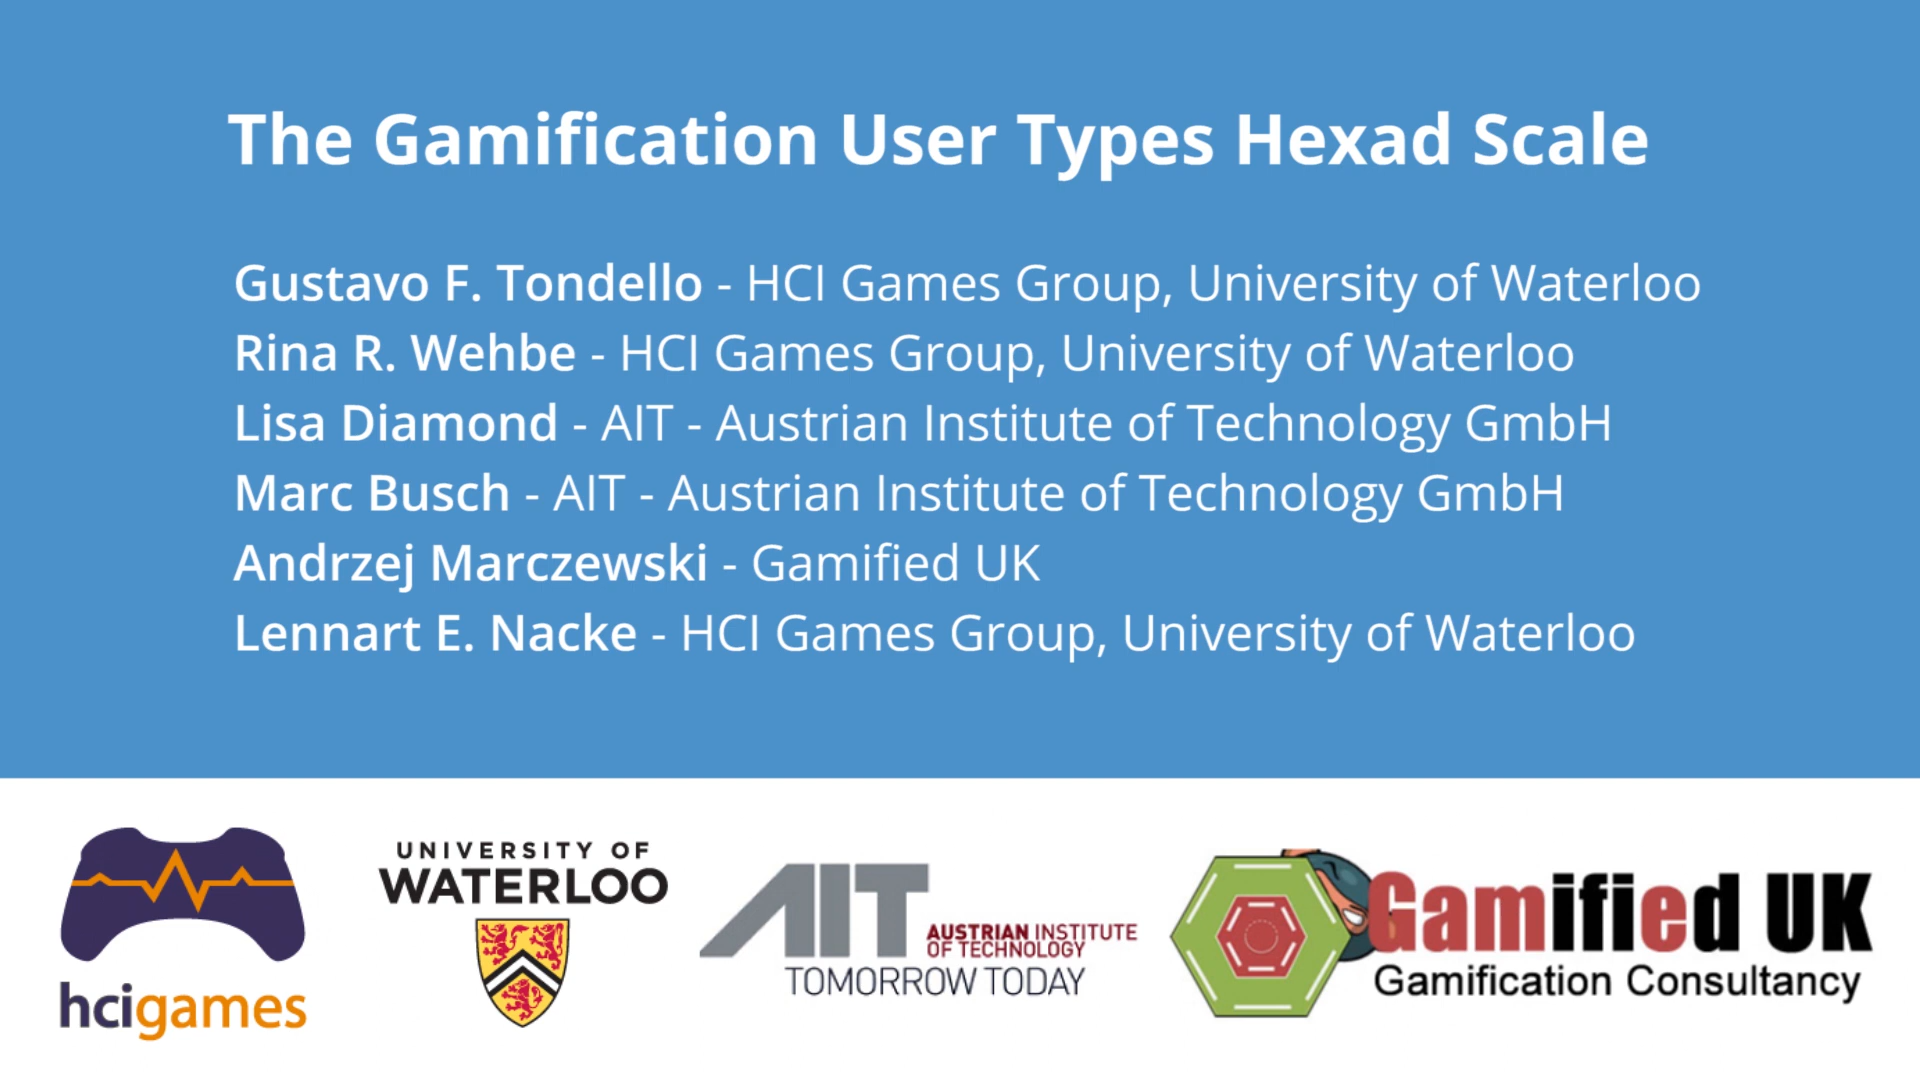 The Gamification User Types Hexad Scale
Gustavo F. Tondello - HCI Games Group, University of Waterloo
Rina R. Wehbe - HCI Games Group, University of Waterloo
Lisa Diamond - AIT - Austrian Institute of Technology GmbH
Marc Busch - AIT - Austrian Institute of Technology GmbH
Andrzej Marczewski - Gamified UK
Lennart E. Nacke - HCI Games Group, University of Waterloo
hcigames
UNIVERSITY OF
WATERLOO
AIT
AUSTRIAN INSTITUTE
OF TECHNOLOGY
TOMORROW TODAY
Gamified UK
Gamification Consultancy